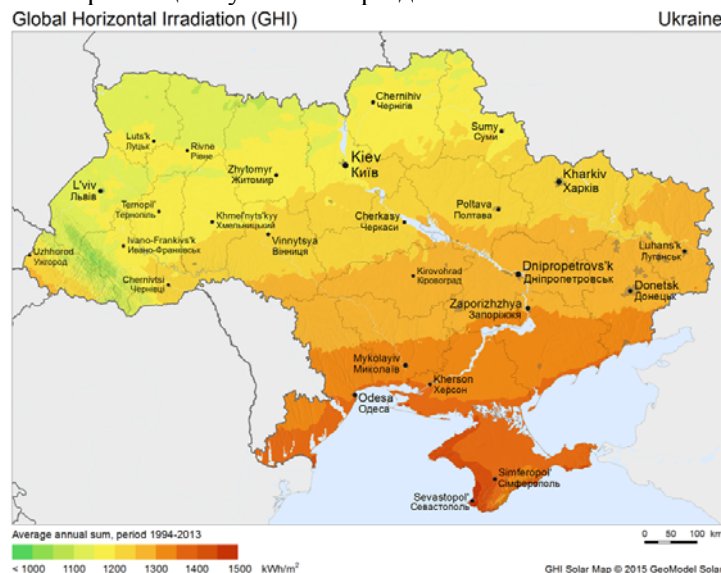 Global Horizontal Irradiation (GHI)
Ukraine
Chernihiv
Чернігів
Sumy
Суми
Luts'k
Луцьк
Rivne
Рівне
Kiev
Київ
Zhytomyr
Житомир
Kharkiv
Харків
L'viv
Львів
Ternopil'
Тернопіль
Khmel'nyts'kyy
Хмельницький
Cherkasy
Черкаси
Poltava
Полтава
Vinnytsya
Вінниця
Ivano-Frankivs'k
Ивано-Франківськ
Uzhhorod
Ужгород
Chernivtsi
Чернівці
Luhans'k
Луганськ
Kirovohrad
Кіровоград
Dnipropetrovs'k
Дніпропетровськ
Donetsk
Донецьк
Zaporizhzhya
Запоріжжя
Mykolayiv
Миколаїв
Kherson
Херсон
Odesa
Одеса
Simferopol'
Сімферополь
Sevastopol'
Севастополь
Average annual sum, period 1994-2013
< 1000 1100 1200 1300 1400 1500 kWh/m²
0 50 100 km
GHI Solar Map © 2015 GeoModel Solar